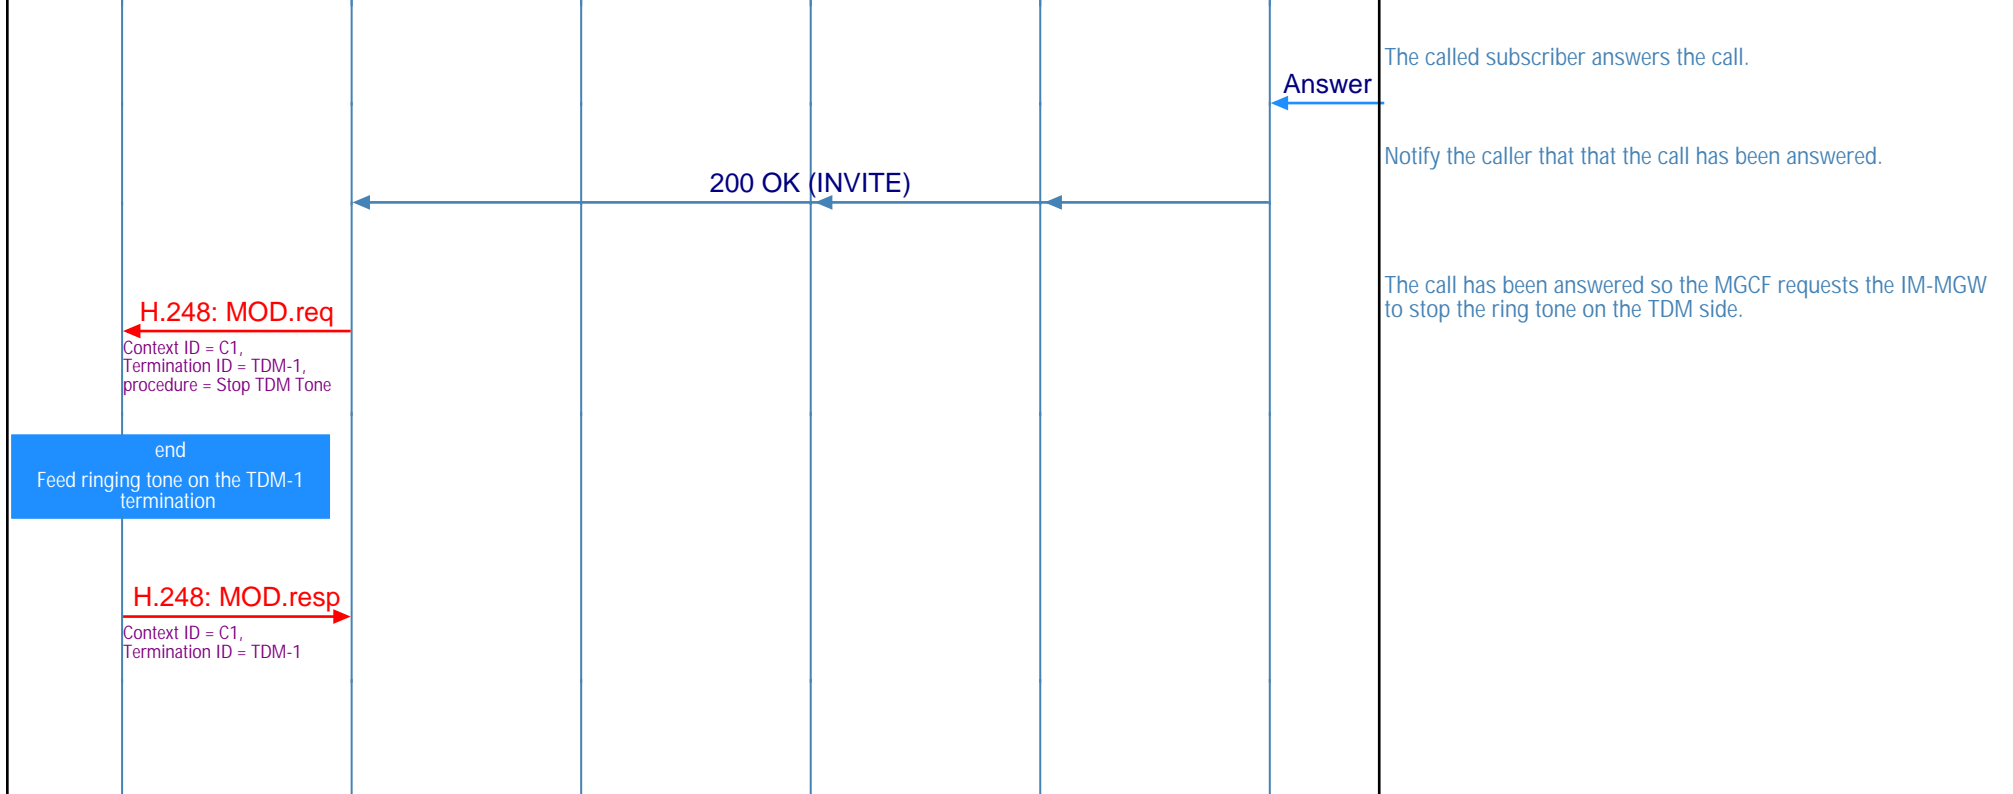 The called subscriber answers the call.
Answer
Notify the caller that that the call has been answered.
200 OK (INVITE)
The call has been answered so the MGCF requests the IM-MGW
to stop the ring tone on the TDM side.
H.248: MOD.req
Context ID = C1,
Termination ID = TDM-1,
procedure = Stop TDM Tone
end
Feed ringing tone on the TDM-1
termination
H.248: MOD.resp
Context ID = C1,
Termination ID = TDM-1